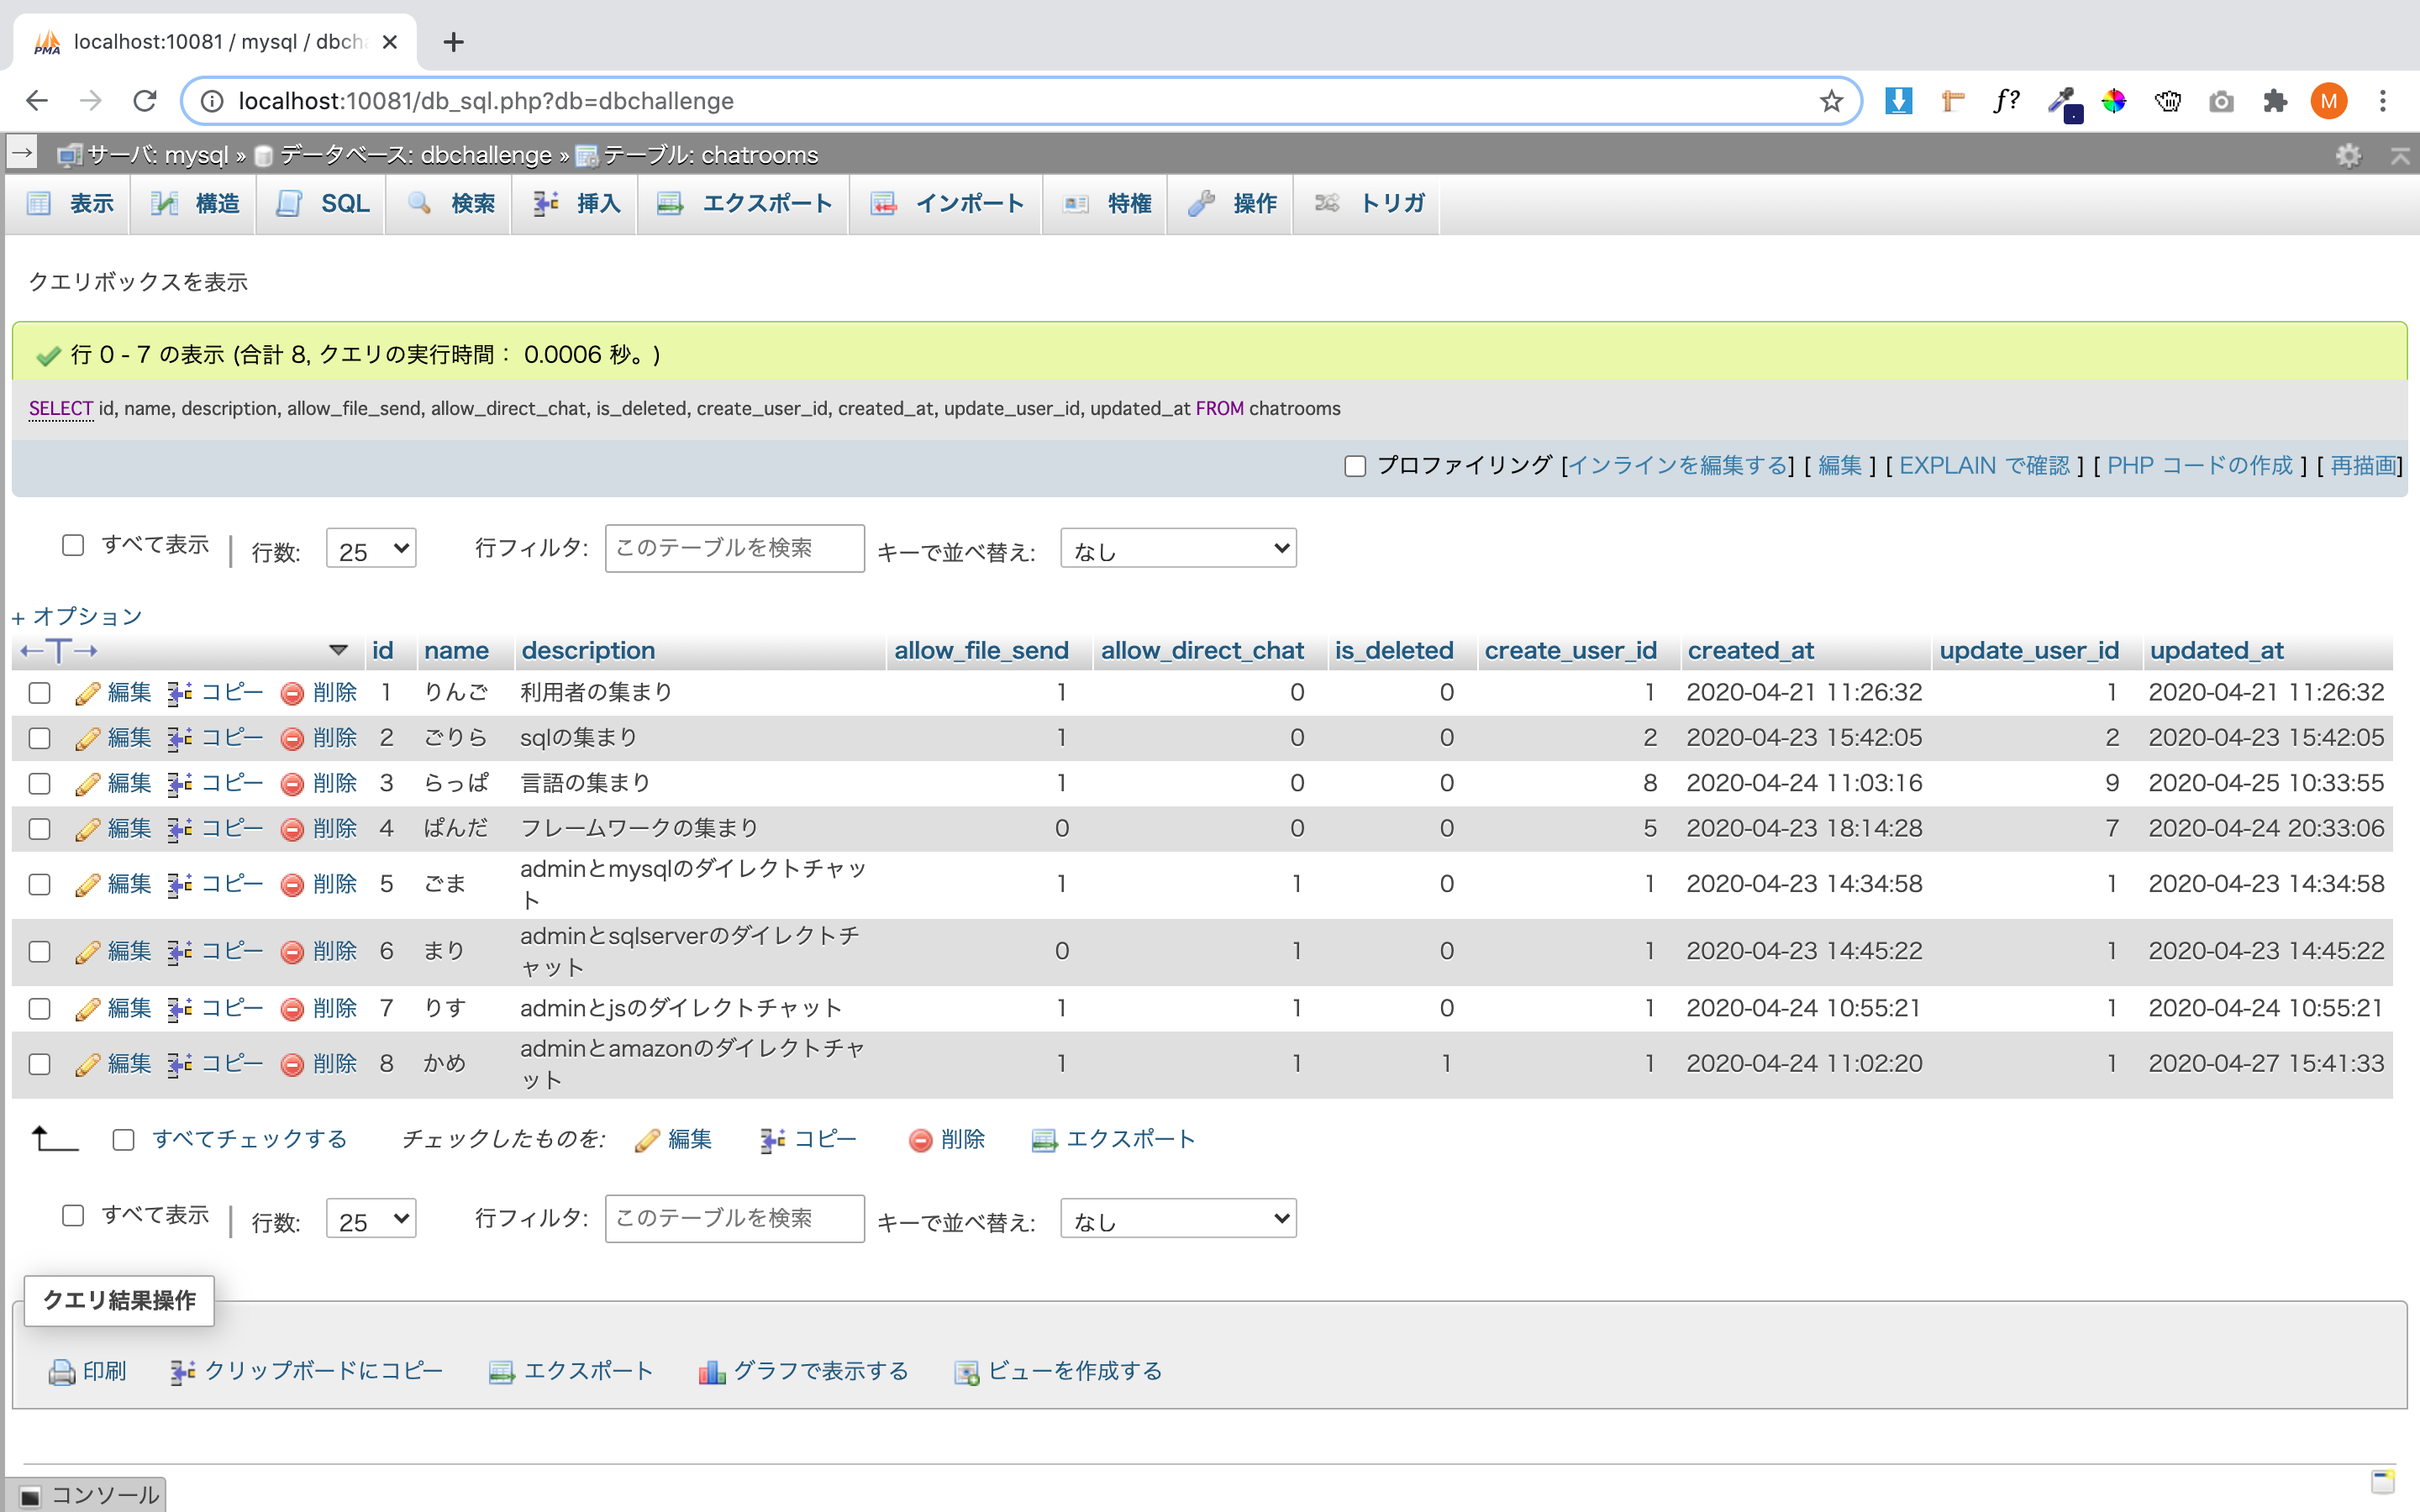 localhost:10081 / mysql / dbch
localhost:10081/db_sql.php?db=dbchallenge
f?
M
サーバ: mysql » データベース: dbchallenge » テーブル: chatrooms
表示 構造 SQL 検索 挿入 エクスポート インポート 特権 操作 トリガ
クエリボックスを表示
行 0 - 7 の表示 (合計 8, クエリの実行時間： 0.0006 秒。)
SELECT id, name, description, allow_file_send, allow_direct_chat, is_deleted, create_user_id, created_at, update_user_id, updated_at FROM chatrooms
プロファイリング [インラインを編集する] [ 編集 ] [ EXPLAIN で確認 ] [ PHP コードの作成 ] [ 再描画]
すべて表示 | 行数: 25 行フィルタ: このテーブルを検索 キーで並べ替え: なし
+ オプション
←T→ id name description allow_file_send allow_direct_chat is_deleted create_user_id created_at update_user_id updated_at
編集 コピー 削除 1 りんご 利用者の集まり 1 0 0 1 2020-04-21 11:26:32 1 2020-04-21 11:26:32
編集 コピー 削除 2 ごりら sqlの集まり 1 0 0 2 2020-04-23 15:42:05 2 2020-04-23 15:42:05
編集 コピー 削除 3 らっぱ 言語の集まり 1 0 0 8 2020-04-24 11:03:16 9 2020-04-25 10:33:55
編集 コピー 削除 4 ぱんだ フレームワークの集まり 0 0 0 5 2020-04-23 18:14:28 7 2020-04-24 20:33:06
編集 コピー 削除 5 ごま adminとmysqlのダイレクトチャッ
ト 1 1 0 1 2020-04-23 14:34:58 1 2020-04-23 14:34:58
編集 コピー 削除 6 まり adminとsqlserverのダイレクトチ
ャット 0 1 0 1 2020-04-23 14:45:22 1 2020-04-23 14:45:22
編集 コピー 削除 7 りす adminとjsのダイレクトチャット 1 1 0 1 2020-04-24 10:55:21 1 2020-04-24 10:55:21
編集 コピー 削除 8 かめ adminとamazonのダイレクトチャ
ット 1 1 1 1 2020-04-24 11:02:20 1 2020-04-27 15:41:33
すべてチェックする チェックしたものを: 編集 コピー 削除 エクスポート
すべて表示 | 行数: 25 行フィルタ: このテーブルを検索 キーで並べ替え: なし
クエリ結果操作
印刷 クリップボードにコピー エクスポート グラフで表示する ビューを作成する
コンソール